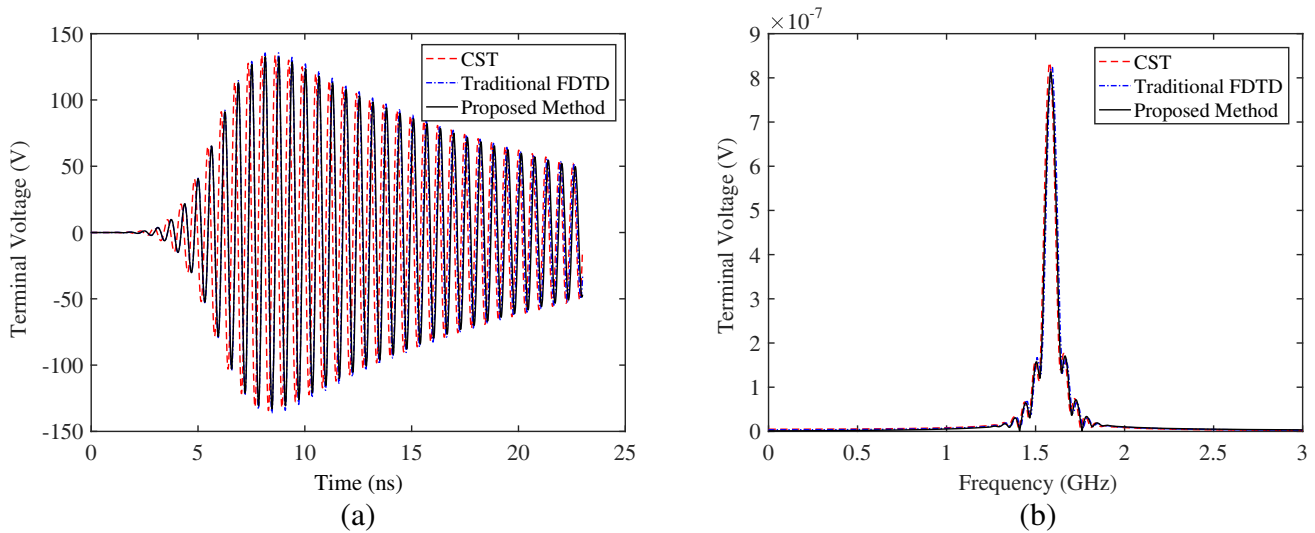 150
100
50
0
-50
-100
-150
Terminal Voltage (V)
CST
Traditional FDTD
Proposed Method
0 5 10 15 20 25
Time (ns)
(a)
×10-7
9
8
7
6
5
4
3
2
1
0
Terminal Voltage (V)
CST
Traditional FDTD
Proposed Method
0 0.5 1 1.5 2 2.5 3
Frequency (GHz)
(b)